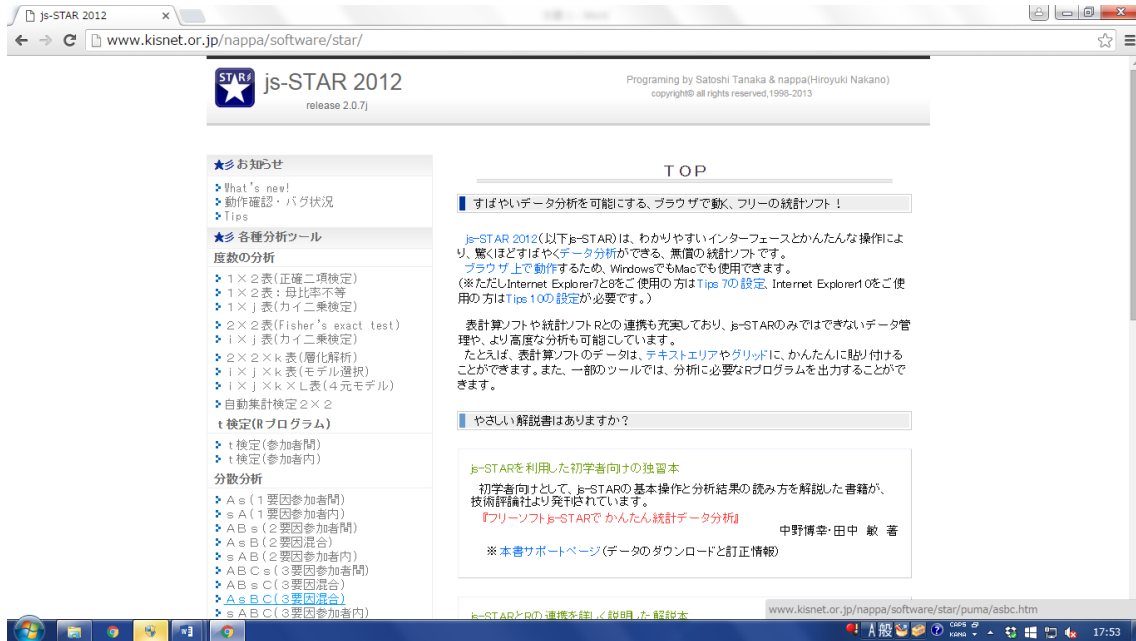 js-STAR 2012
www.kisnet.or.jp/nappa/software/star/
STAR
js-STAR 2012
release 2.0.7j
Programing by Satoshi Tanaka & nappa(Hiroyuki Nakano)
copyright© all rights reserved,1998-2013
★彡お知らせ
What's new!
動作確認・バグ状況
Tips
★彡各種分析ツール
度数の分析
1×2表(正確二項検定)
1×2表：母比率不等
1×j表(カイ二乗検定)
2×2表(Fisher's exact test)
i×j表(カイ二乗検定)
2×2×k表(層化解析)
i×j×k表(モデル選択)
i×j×k×L表(4元モデル)
自動集計検定2×2
t検定(Rプログラム)
t検定(参加者間)
t検定(参加者内)
分散分析
As(1要因参加者間)
sA(1要因参加者内)
ABs(2要因参加者間)
AsB(2要因混合)
sAB(2要因参加者内)
ABCs(3要因参加者間)
ABsC(3要因混合)
AsBC(3要因混合)
sABC(3要因参加者内)
TOP
すばやいデータ分析を可能にする、ブラウザで動く、フリーの統計ソフト！
js-STAR 2012(以下js-STAR)は、わかりやすいインターフェースとかんたんな操作によ
り、驚くほどすばやくデータ分析ができる、無償の統計ソフトです。
ブラウザ上で動作するため、WindowsでもMacでも使用できます。
(※ただしInternet Explorer7と8をご使用の方はTips 7の設定、Internet Explorer10をご使
用の方はTips10の設定が必要です。)
表計算ソフトや統計ソフトRとの連携も充実しており、js-STARのみではできないデータ管
理や、より高度な分析も可能にしています。
たとえば、表計算ソフトのデータは、テキストエリアやグリッドに、かんたんに貼り付ける
ことができます。また、一部のツールでは、分析に必要なRプログラムを出力することがで
きます。
やさしい解説書はありますか？
js-STARを利用した初学者向けの独習本
初学者向けとして、js-STARの基本操作と分析結果の読み方を解説した書籍が、
技術評論社より発刊されています。
『フリーソフトjs-STARで かんたん統計データ分析』
中野博幸・田中 敏 著
※本書サポートページ(データのダウンロードと訂正情報)
js-STARとRの連携を詳しく説明した解説本
www.kisnet.or.jp/nappa/software/star/puma/asbc.htm
A 般
CAPS
KANA
17:53